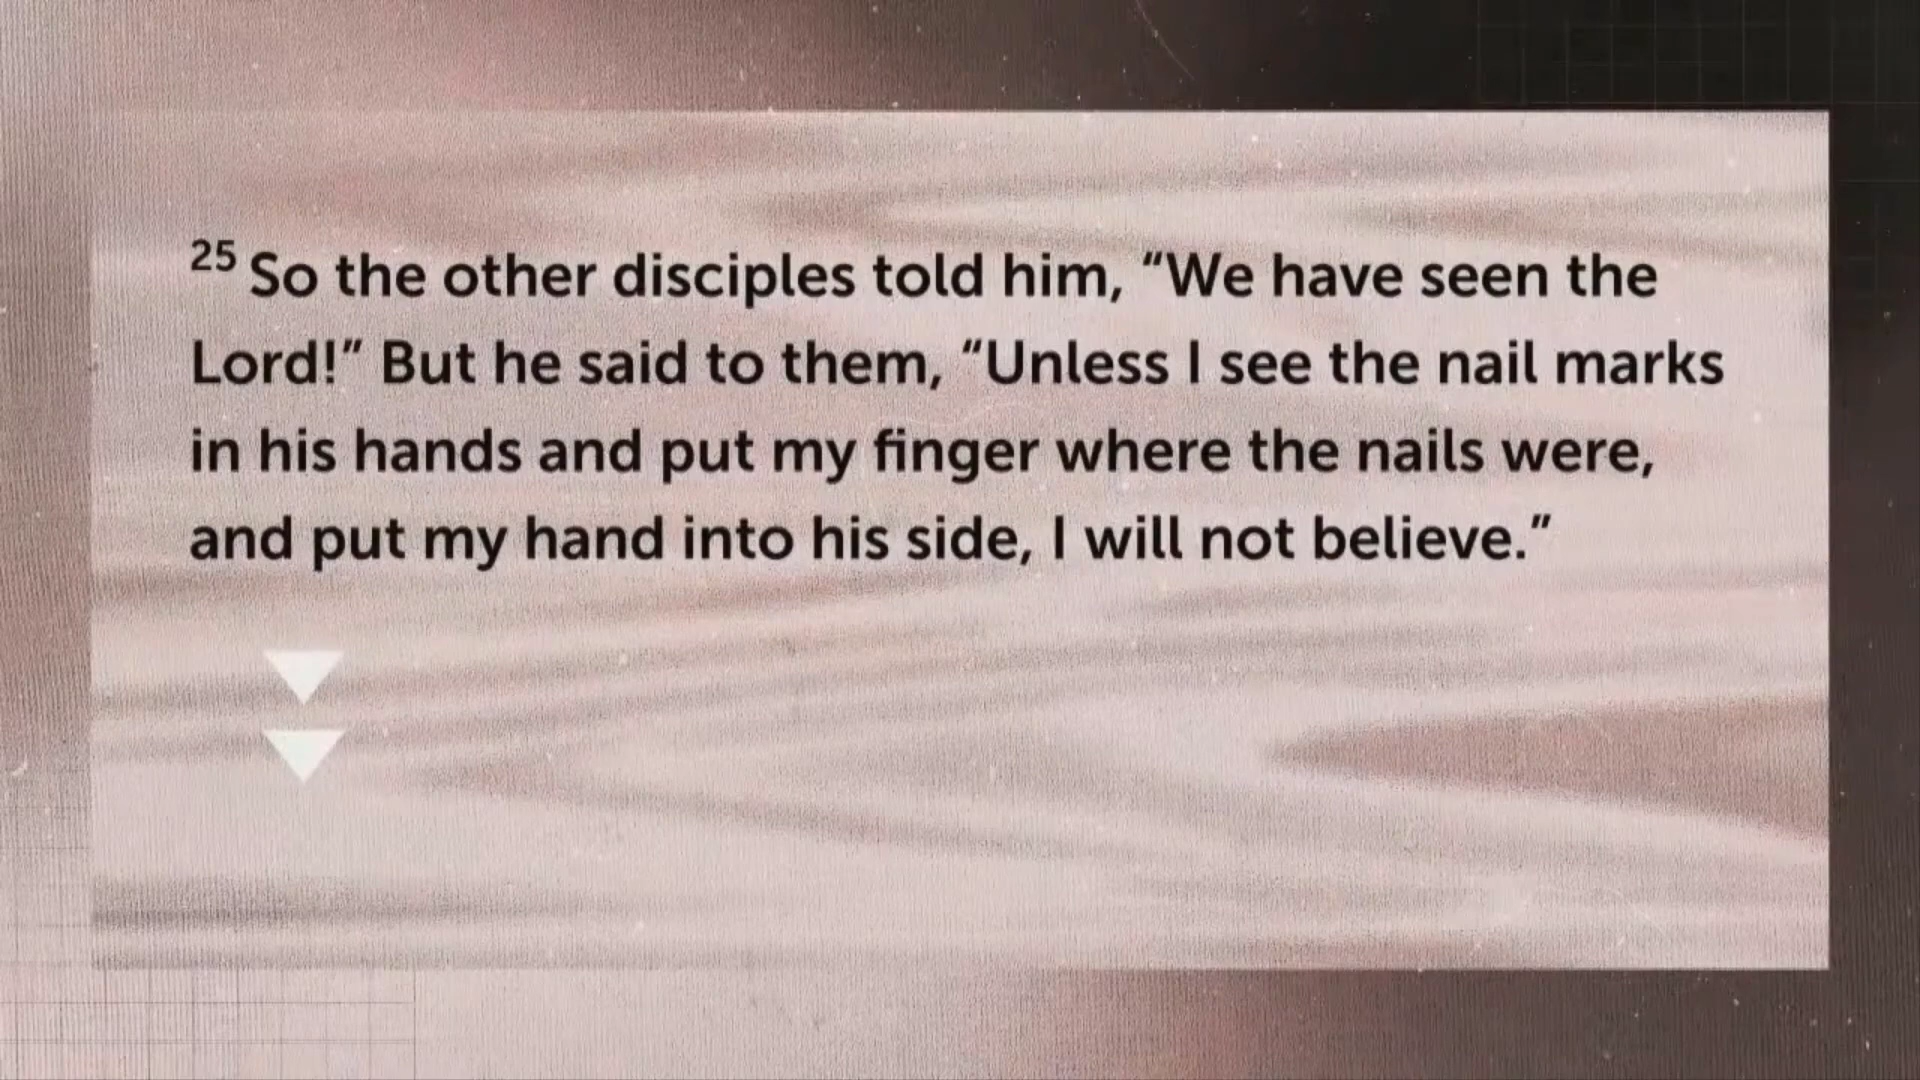 25 So the other disciples told him, “We have seen the
Lord!” But he said to them, “Unless I see the nail marks
in his hands and put my finger where the nails were,
and put my hand into his side, I will not believe.”